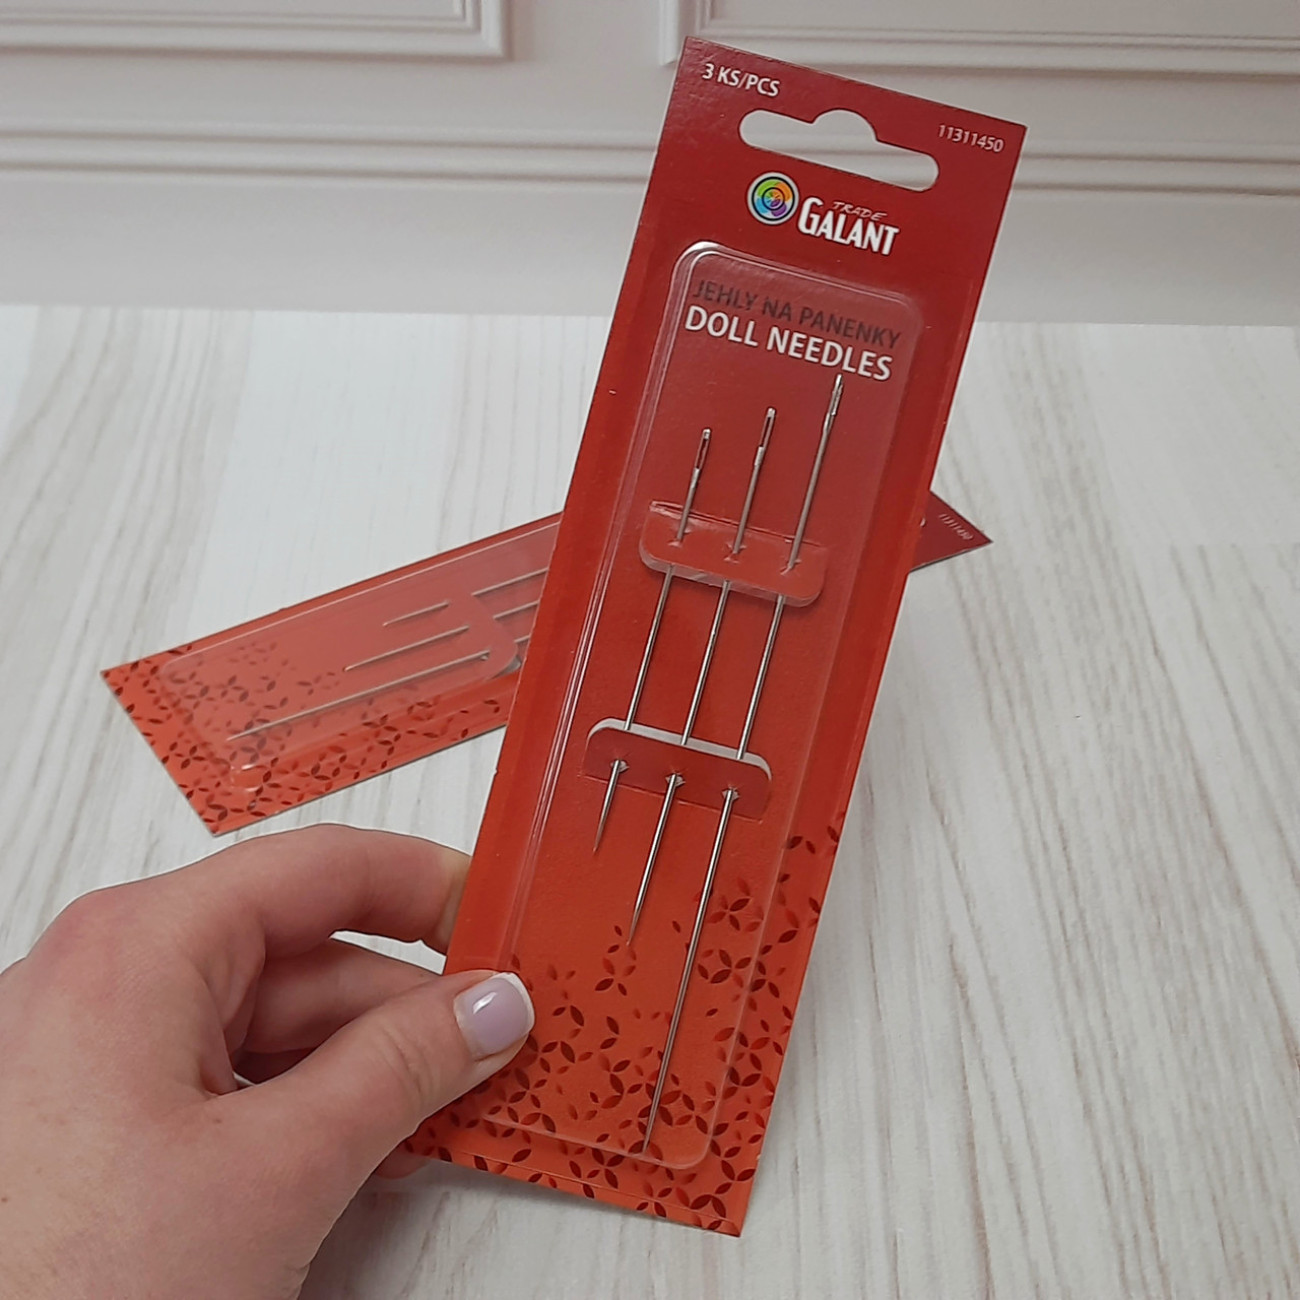 3 KS/PCS
11311450
TRADE
GALANT
JEHLY NA PANENKY
DOLL NEEDLES